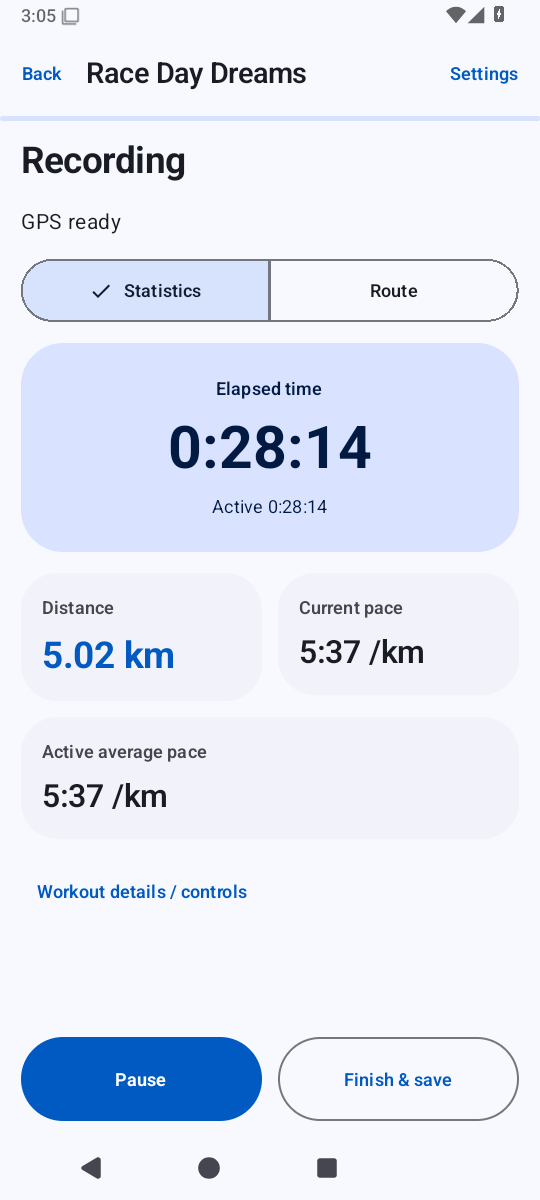 3:05
Back Race Day Dreams Settings
Recording
GPS ready
Statistics Route
Elapsed time
0:28:14
Active 0:28:14
Distance Current pace
5.02 km 5:37 /km
Active average pace
5:37 /km
Workout details / controls
Pause Finish & save